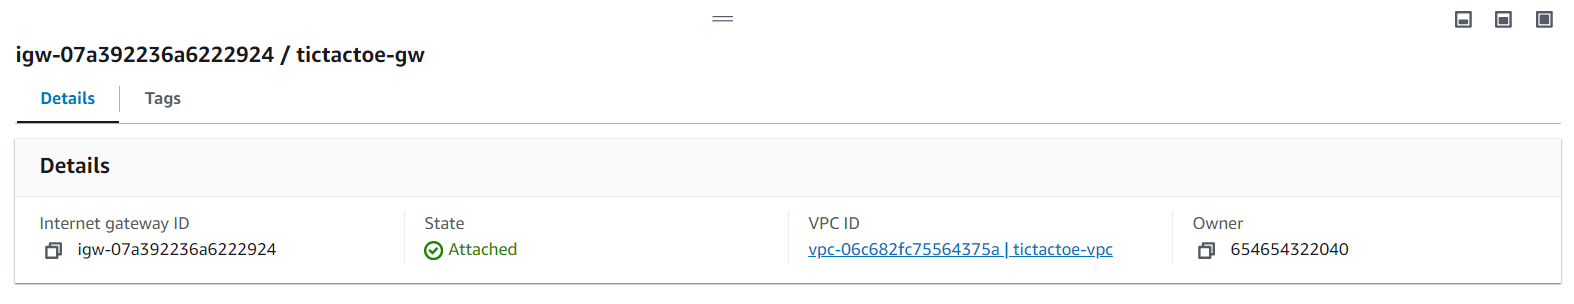 igw-07a392236a6222924 / tictactoe-gw
Details
Tags
Details
Internet gateway ID
igw-07a392236a6222924
State
Attached
VPC ID
vpc-06c682fc75564375a | tictactoe-vpc
Owner
654654322040